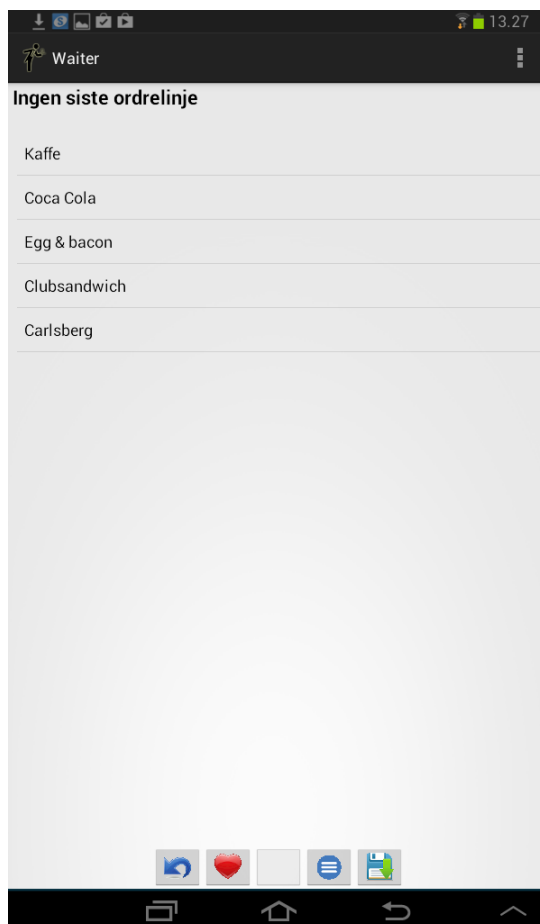 13.27
Waiter
Ingen siste ordrelinje
Kaffe
Coca Cola
Egg & bacon
Clubsandwich
Carlsberg